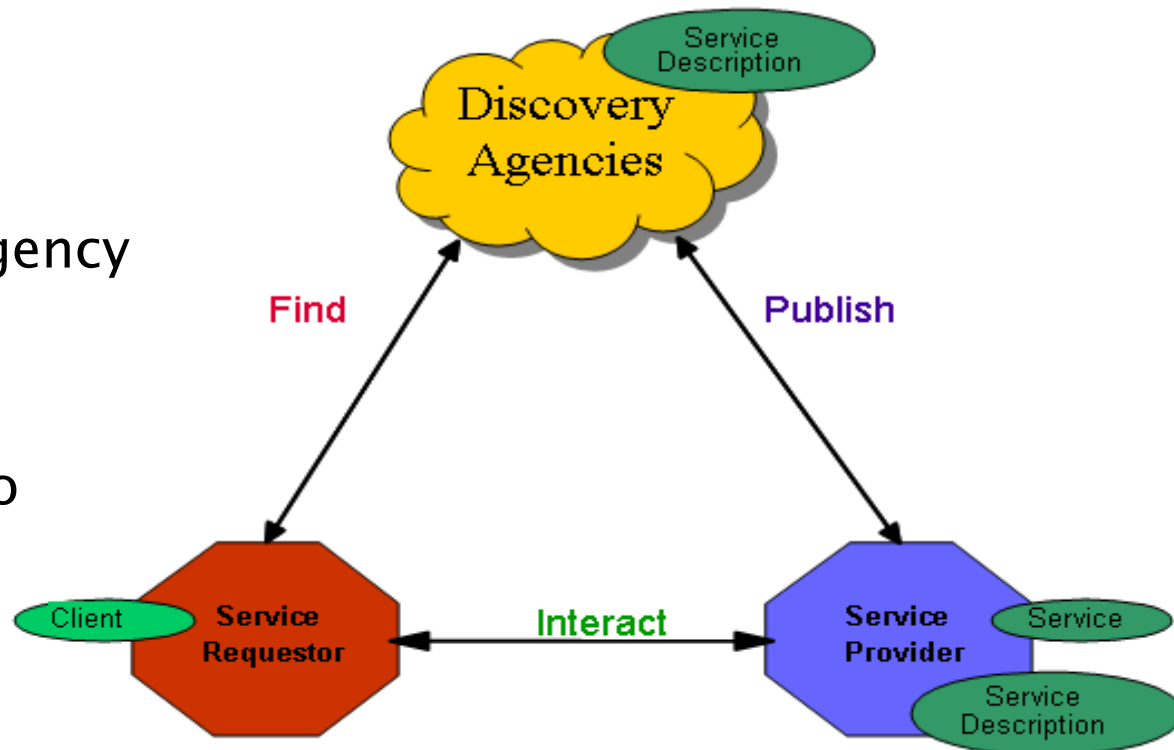 Service
Description
Discovery
Agencies
gency
Find
Publish
o
Client
Service
Requestor
Interact
Service
Provider
Service
Service
Description